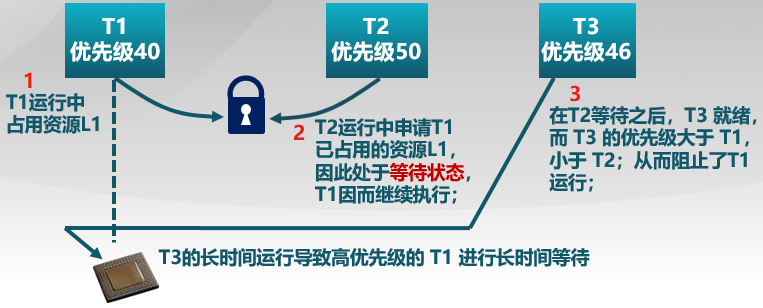 T1
优先级40
T2
优先级50
T3
优先级46
1
T1运行中
占用资源L1
2
T2运行中申请T1
已占用的资源L1，
因此处于等待状态，
T1因而继续执行；
3
在T2等待之后，T3 就绪，
而 T3 的优先级大于 T1，
小于 T2；从而阻止了T1
运行；
T3的长时间运行导致高优先级的 T1 进行长时间等待